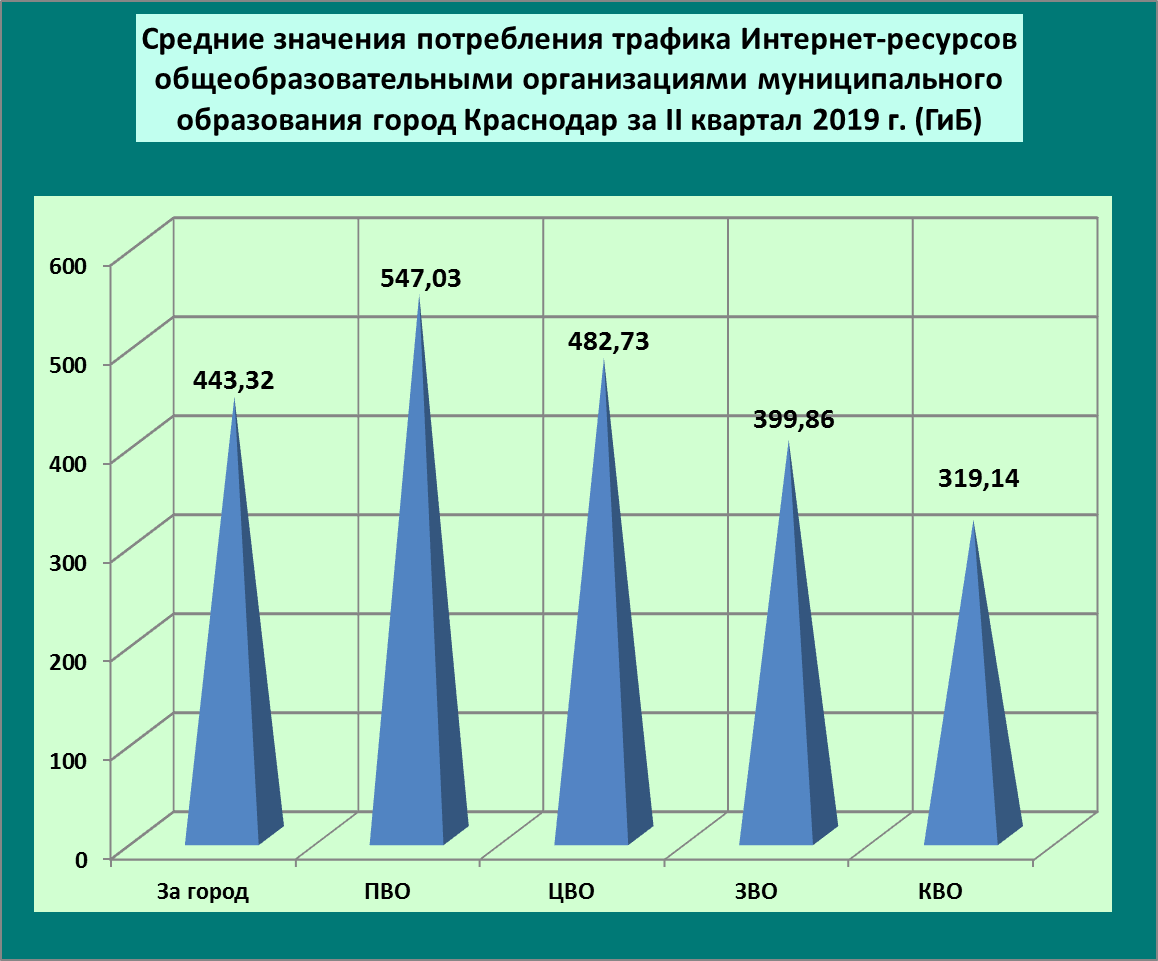 Средние значения потребления трафика Интернет-ресурсов
общеобразовательными организациями муниципального
образования город Краснодар за II квартал 2019 г. (ГиБ)
600
500
400
300
200
100
0
443,32
547,03
482,73
399,86
319,14
За город
ПВО
ЦВО
ЗВО
КВО